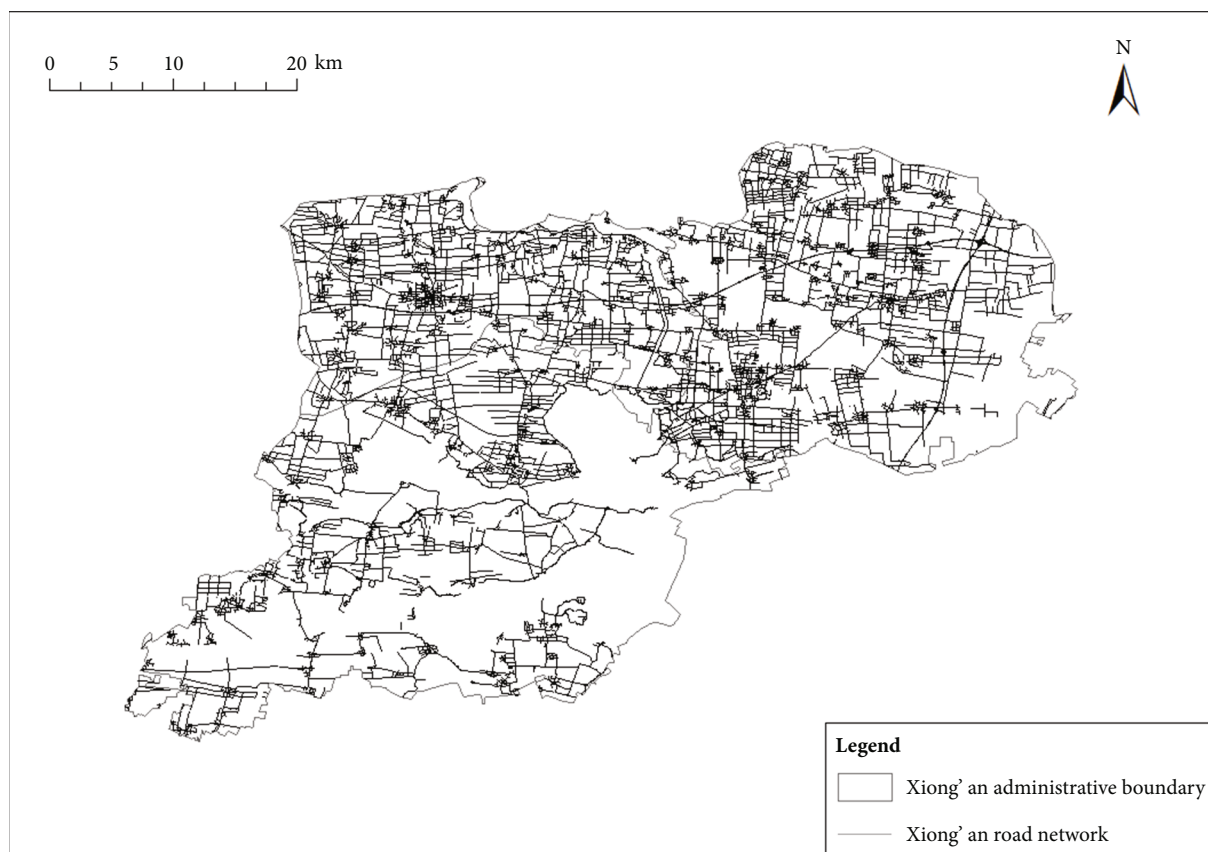 0 5 10 20 km
N
Legend
Xiong’ an administrative boundary
Xiong’ an road network